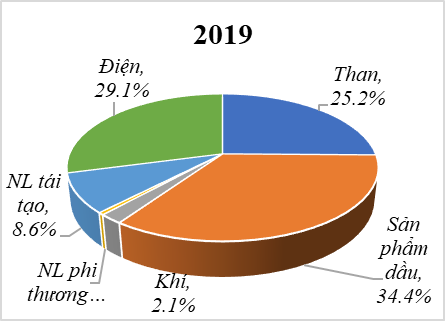 2019
Điện,
29.1%
Than,
25.2%
NL tái
tạo,
8.6%
NL phi
thương...
Khí,
2.1%
Sản
phẩm
dầu,
34.4%